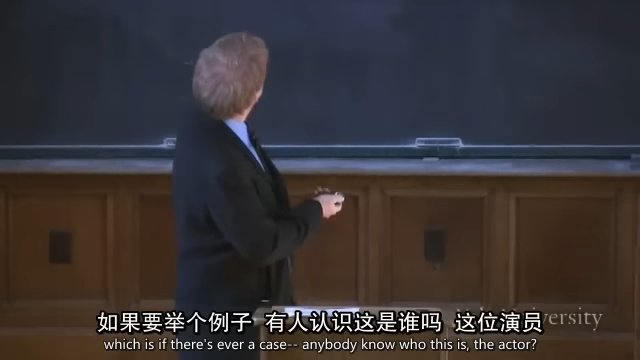 versity
如果要举个例子 有人认识这是谁吗 这位演员
which is if there's ever a case-- anybody know who this is, the actor?